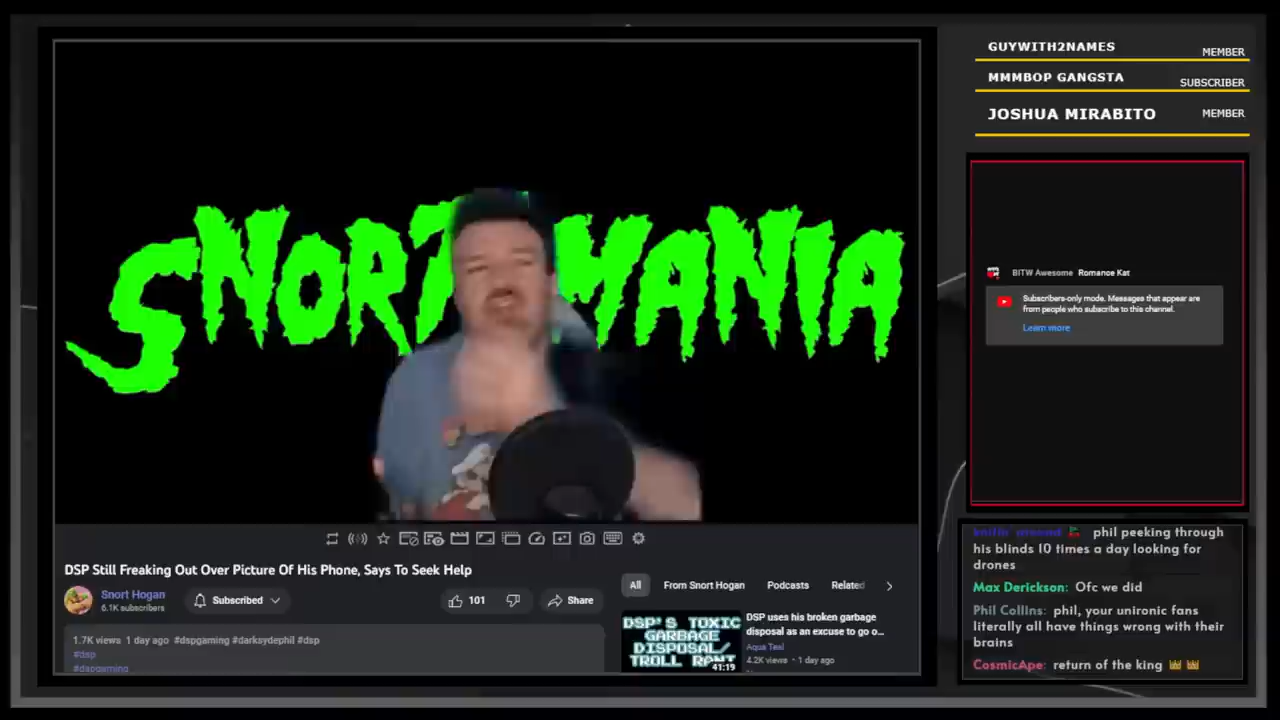 GUYWITH2NAMES
MEMBER
MMMBOP GANGSTA
SUBSCRIBER
JOSHUA MIRABITO
MEMBER
SNORT MANIA
BITW Awesome Romance Kat
Subscribers-only mode. Messages that appear are
from people who subscribe to this channel.
Learn more
DSP Still Freaking Out Over Picture Of His Phone, Says To Seek Help
Snort Hogan
6.1K subscribers
Subscribed
101
Share
1.7K views 1 day ago #dspgaming #darksydephil #dsp
#dsp
#dspgaming
All
From Snort Hogan
Podcasts
Related
DSP'S TOXIC
GARBAGE
DISPOSAL/
TROLL RANT
41:19
DSP uses his broken garbage
disposal as an excuse to go o...
Aqua Teal
4.2K views • 1 day ago
phil peeking through
his blinds 10 times a day looking for
drones
Max Derickson: Ofc we did
Phil Collins: phil, your unironic fans
literally all have things wrong with their
brains
CosmicApe: return of the king